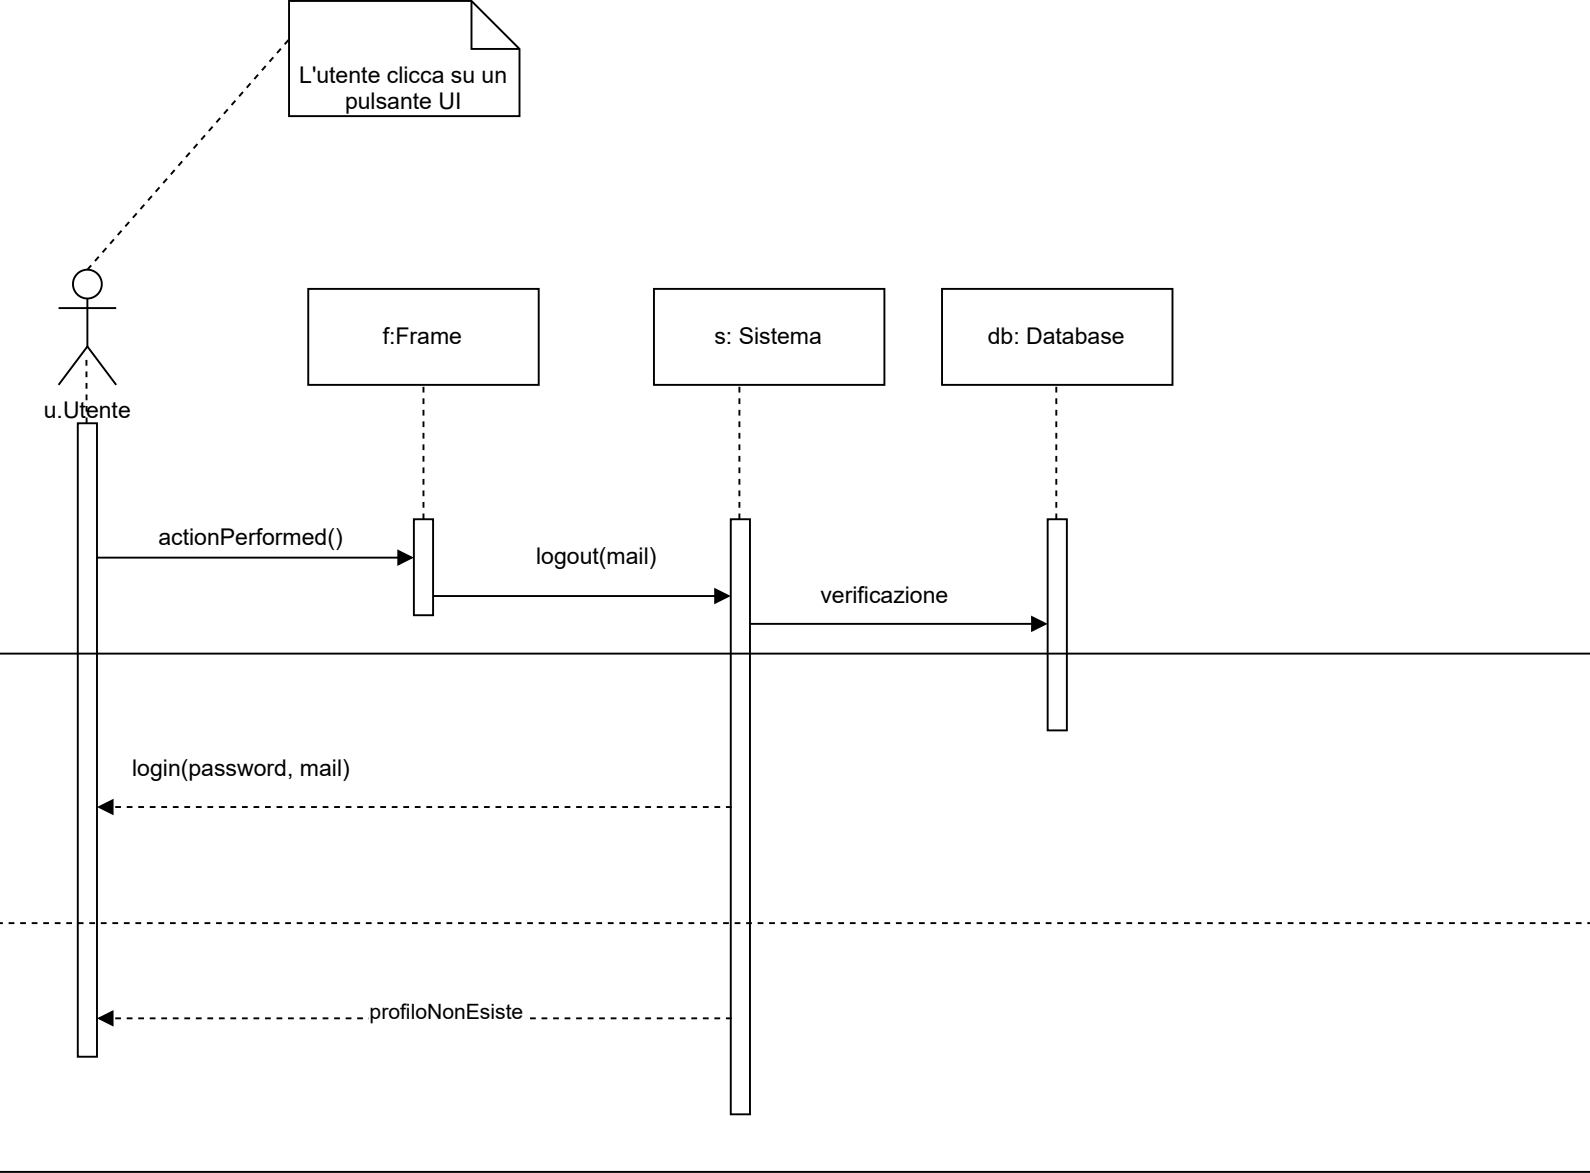 L'utente clicca su un
pulsante UI
f:Frame
s: Sistema
db: Database
u.Utente
actionPerformed()
logout(mail)
verificazione
login(password, mail)
profiloNonEsiste